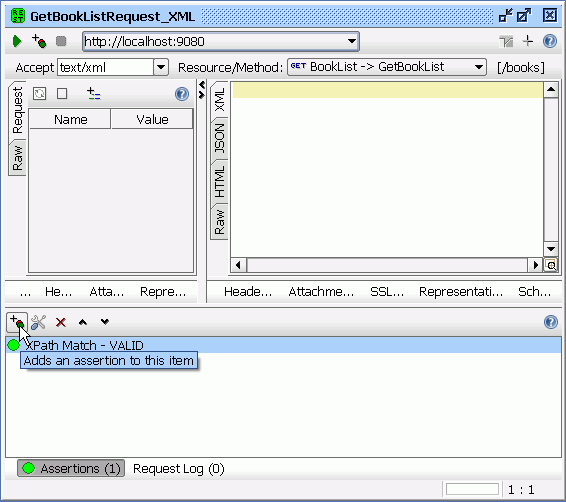 REST GetBookListRequest_XML
http://localhost:9080
Accept text/xml Resource/Method: GET BookList -> GetBookList [/books]
Request
Raw
Name Value
XML
JSON
HTML
Raw
... He... Atta... Repre...
Heade... Attachme... SSL... Representati... Sch...
XPath Match - VALID
Adds an assertion to this item
Assertions (1) Request Log (0)
1 : 1